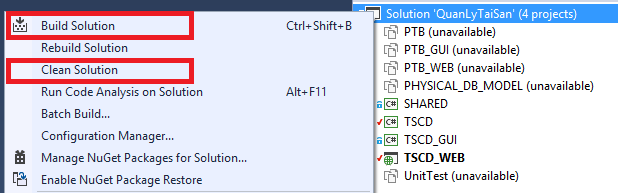 Build Solution Ctrl+Shift+B
Rebuild Solution
Clean Solution
Run Code Analysis on Solution Alt+F11
Batch Build...
Configuration Manager...
Manage NuGet Packages for Solution...
Enable NuGet Package Restore
Solution 'QuanLyTaiSan' (4 projects)
PTB (unavailable)
PTB_GUI (unavailable)
PTB_WEB (unavailable)
PHYSICAL_DB_MODEL (unavailable)
C# SHARED
C# TSCD
C# TSCD_GUI
TSCD_WEB
UnitTest (unavailable)